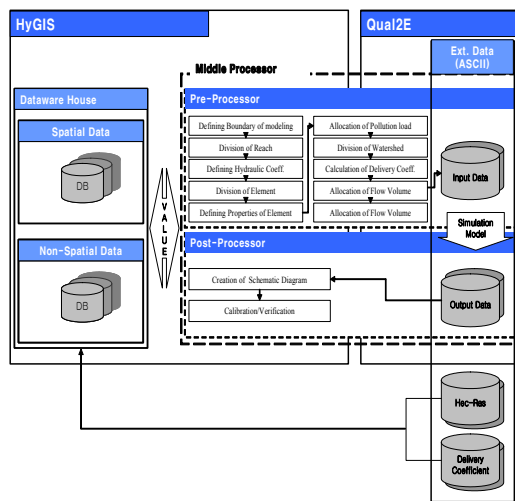 HyGIS
Qual2E
Ext. Data
(ASCII)
Middle Processor
Dataware House
Spatial Data
DB
Non-Spatial Data
DB
VALUE
Pre-Processor
Defining Boundary of modeling
Division of Reach
Defining Hydraulic Coeff.
Division of Element
Defining Properties of Element
Allocation of Pollution load
Division of Watershed
Calculation of Delivery Coeff.
Allocation of Flow Volume
Allocation of Flow Volume
Input Data
Simulation
Model
Post-Processor
Creation of Schematic Diagram
Calibration/Verification
Output Data
Hec-Ras
Delivery
Coefficient